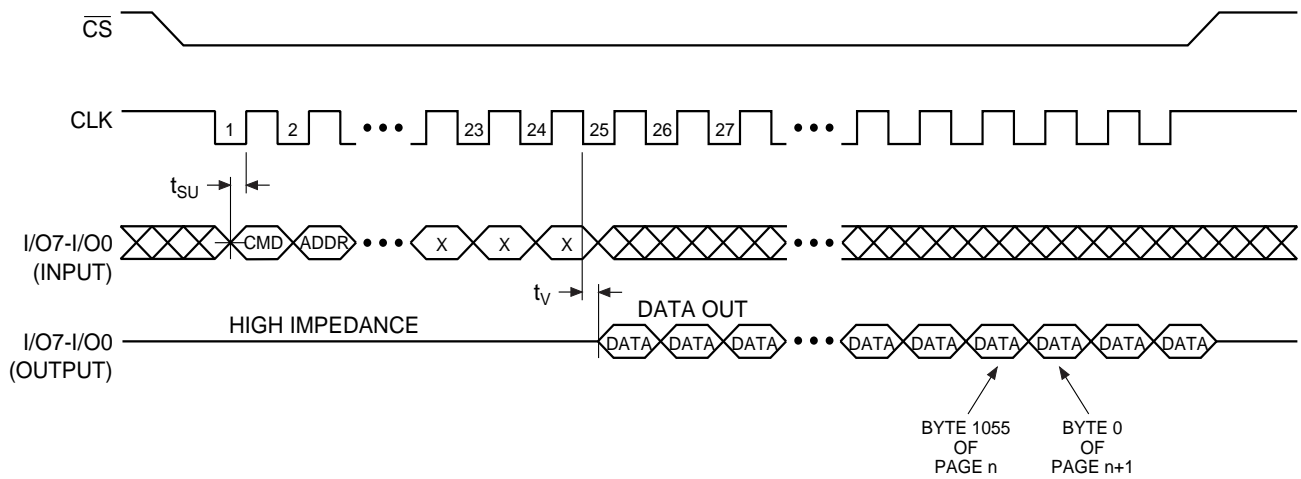 CS
CLK
1 2 ••• 23 24 25 26 27 •••
tSU
I/O7-I/O0
(INPUT)
CMD ADDR ••• X X X •••
tV
DATA OUT
HIGH IMPEDANCE
I/O7-I/O0
(OUTPUT)
DATA DATA DATA ••• DATA DATA DATA DATA DATA DATA
BYTE 1055
OF
PAGE n
BYTE 0
OF
PAGE n+1